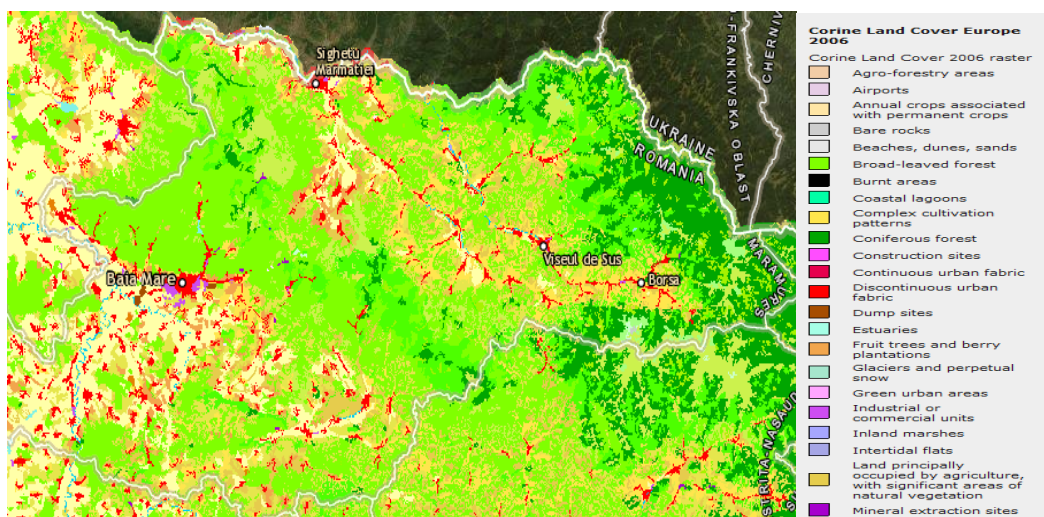 Sighetu
Marmatiei
UKRAINE
ROMANIA
-FRANKIVSKA OBLAST
CHERNIV
Baia Mare
Viseul de Sus
Borsa
MARAMURES
STRITA-NASAUD
Corine Land Cover Europe
2006
Corine Land Cover 2006 raster
Agro-forestry areas
Airports
Annual crops associated
with permanent crops
Bare rocks
Beaches, dunes, sands
Broad-leaved forest
Burnt areas
Coastal lagoons
Complex cultivation
patterns
Coniferous forest
Construction sites
Continuous urban fabric
Discontinuous urban
fabric
Dump sites
Estuaries
Fruit trees and berry
plantations
Glaciers and perpetual
snow
Green urban areas
Industrial or
commercial units
Inland marshes
Intertidal flats
Land principally
occupied by agriculture,
with significant areas of
natural vegetation
Mineral extraction sites